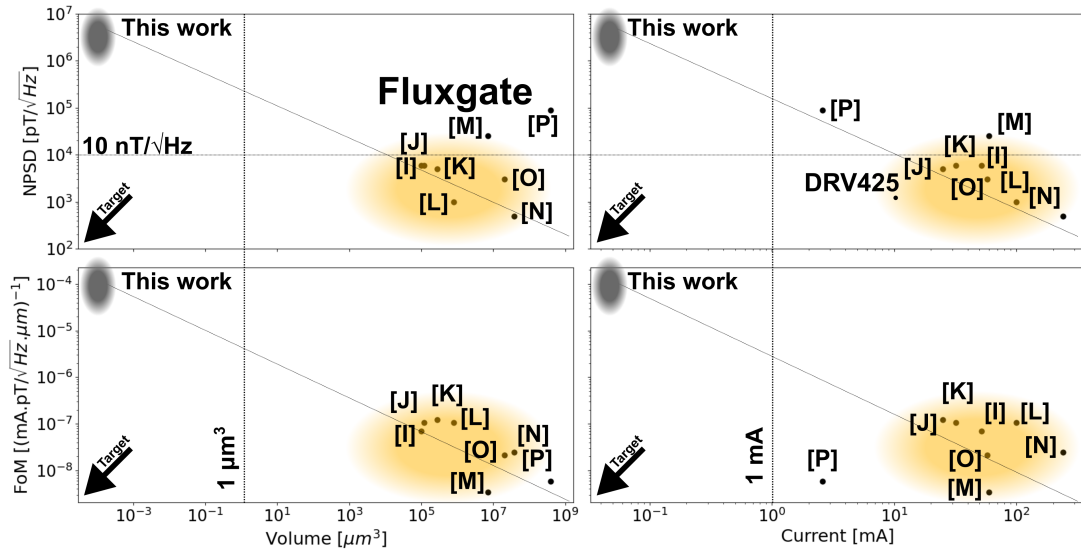 10⁷
10⁶
10⁵
10⁴
10³
10²
NPSD [pT/√Hz]
This work
Fluxgate
[M]
[P]
[J]
10 nT/√Hz
[I]
[K]
[O]
[L]
[N]
Target
This work
[P]
[M]
[K]
[I]
[J]
DRV425
[O]
[L]
[N]
Target
10⁻⁴
10⁻⁵
10⁻⁶
10⁻⁷
10⁻⁸
FoM [(mA.pT/√Hz.μm)⁻¹]
This work
[K]
[J]
[L]
[I]
[N]
[O]
[P]
[M]
Target
1 μm³
10⁻³
10⁻¹
10¹
10³
10⁵
10⁷
10⁹
Volume [μm³]
This work
[K]
[I]
[L]
[J]
[N]
[P]
[O]
[M]
Target
1 mA
10⁻¹
10⁰
10¹
10²
Current [mA]